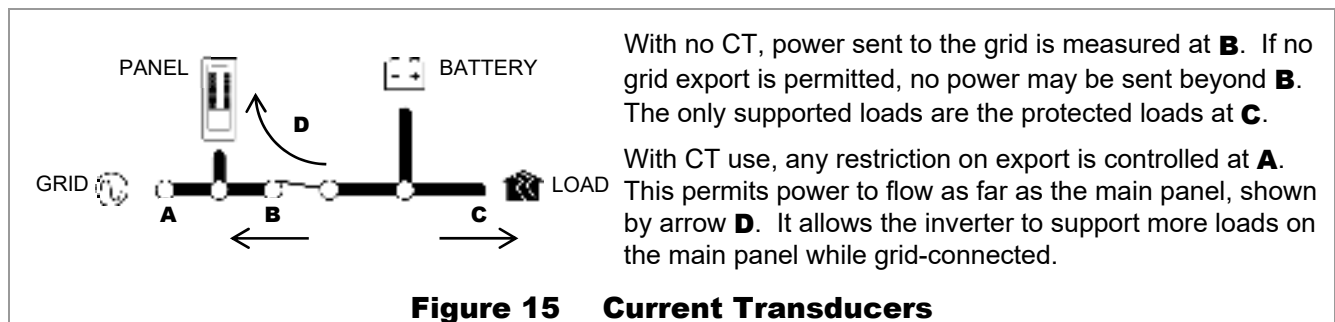 PANEL
BATTERY
D
GRID
LOAD
A
B
C
With no CT, power sent to the grid is measured at B. If no
grid export is permitted, no power may be sent beyond B.
The only supported loads are the protected loads at C.
With CT use, any restriction on export is controlled at A.
This permits power to flow as far as the main panel, shown
by arrow D. It allows the inverter to support more loads on
the main panel while grid-connected.
Figure 15 Current Transducers